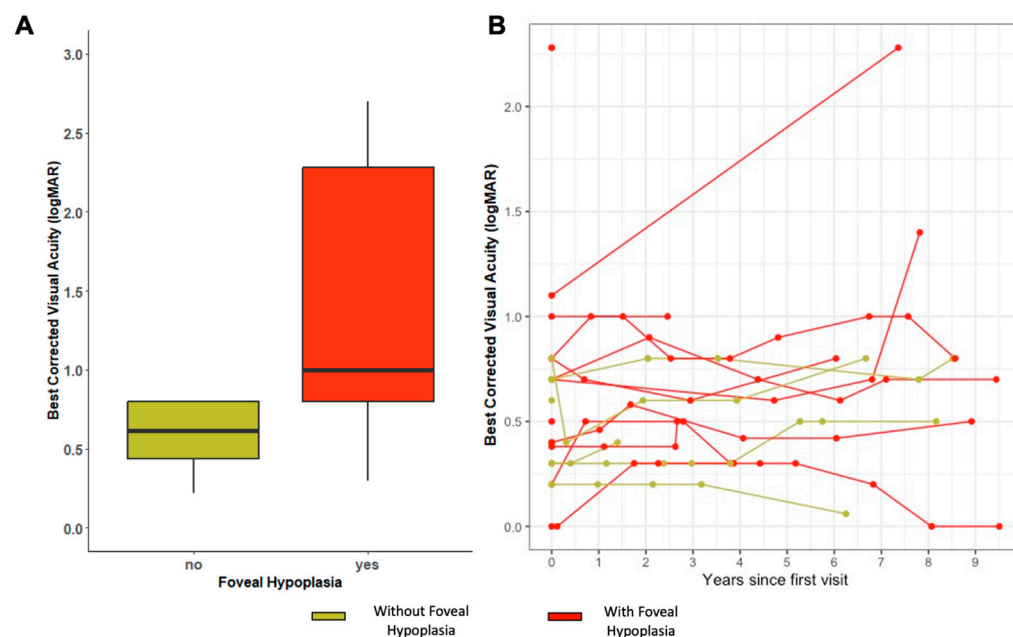 A
B
Best Corrected Visual Acuity (logMAR)
3.0
2.5
2.0
1.5
1.0
0.5
0.0
no
yes
Foveal Hypoplasia
Best Corrected Visual Acuity (logMAR)
2.0
1.5
1.0
0.5
0.0
0 1 2 3 4 5 6 7 8 9
Years since first visit
Without Foveal
Hypoplasia
With Foveal
Hypoplasia